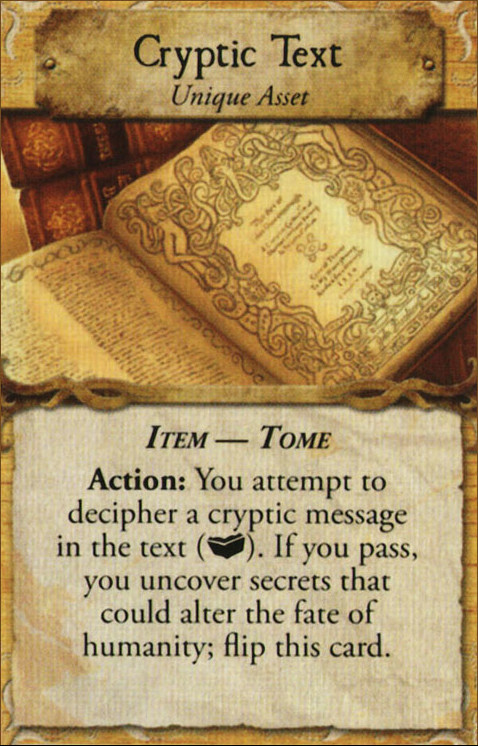 Cryptic Text
Unique Asset
ITEM — TOME
Action: You attempt to
decipher a cryptic message
in the text ( ). If you pass,
you uncover secrets that
could alter the fate of
humanity; flip this card.